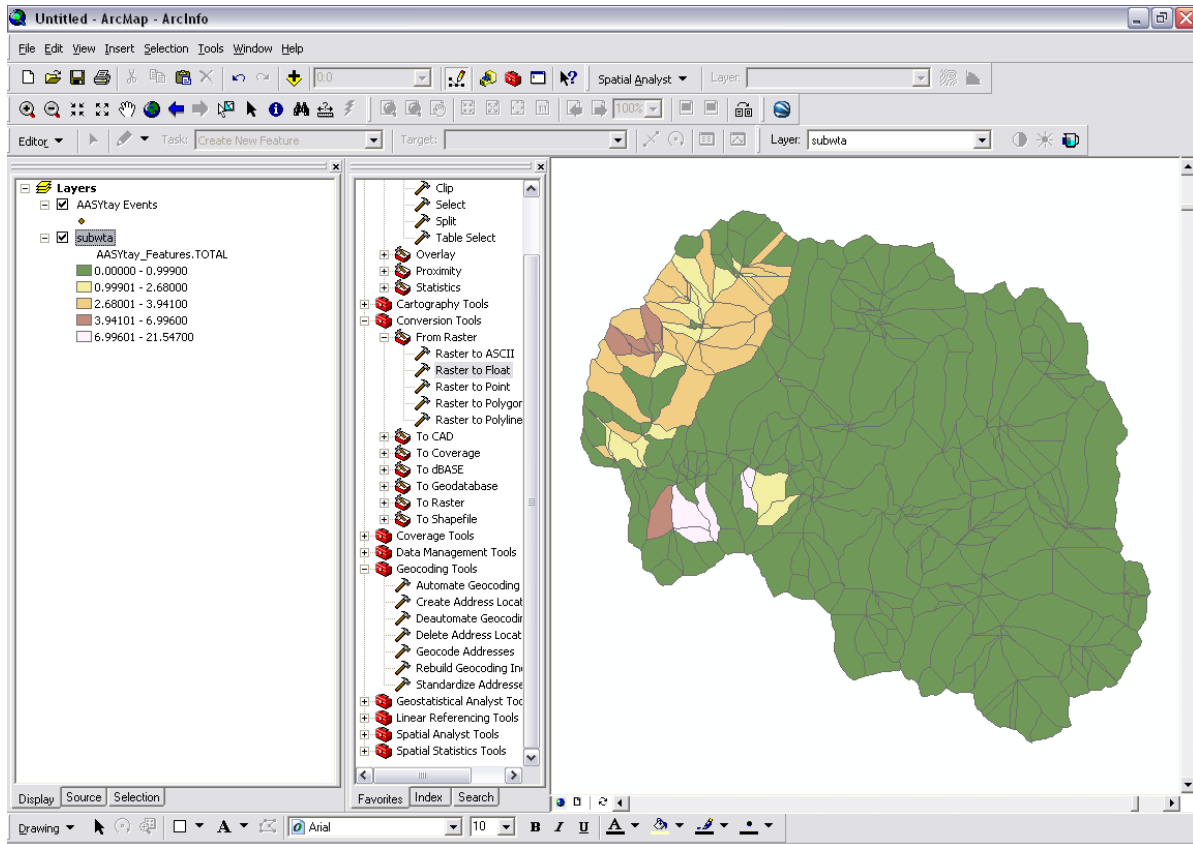 Untitled - ArcMap - ArcInfo
File Edit View Insert Selection Tools Window Help
0:0 Spatial Analyst Layer:
100%
Editor Task: Create New Feature Target: Layer: subwta
Layers
AASYtay Events
subwta
AASYtay_Features.TOTAL
0.00000 - 0.99900
0.99901 - 2.68000
2.68001 - 3.94100
3.94101 - 6.99600
6.99601 - 21.54700
Display Source Selection
Clip
Select
Split
Table Select
Overlay
Proximity
Statistics
Cartography Tools
Conversion Tools
From Raster
Raster to ASCII
Raster to Float
Raster to Point
Raster to Polygor
Raster to Polyline
To CAD
To Coverage
To dBASE
To Geodatabase
To Raster
To Shapefile
Coverage Tools
Data Management Tools
Geocoding Tools
Automate Geocoding
Create Address Locat
Deautomate Geocodin
Delete Address Locat
Geocode Addresses
Rebuild Geocoding In
Standardize Addresse
Geostatistical Analyst Too
Linear Referencing Tools
Spatial Analyst Tools
Spatial Statistics Tools
Favorites Index Search
Drawing A Arial 10 B I U A